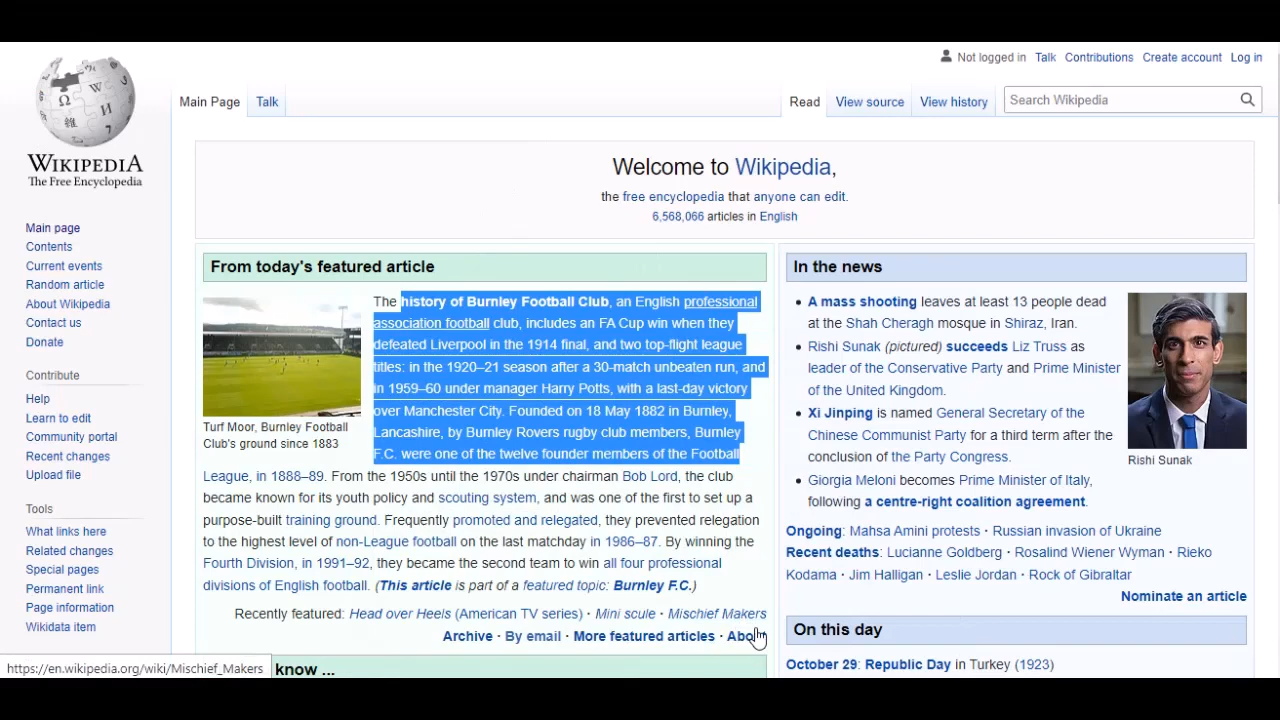 Not logged in Talk Contributions Create account Log in
Main Page Talk Read View source View history Search Wikipedia
WIKIPEDIA
The Free Encyclopedia
Main page
Contents
Current events
Random article
About Wikipedia
Contact us
Donate
Contribute
Help
Learn to edit
Community portal
Recent changes
Upload file
Tools
What links here
Related changes
Special pages
Permanent link
Page information
Wikidata item
Welcome to Wikipedia,
the free encyclopedia that anyone can edit.
6,568,066 articles in English
From today's featured article
The history of Burnley Football Club, an English professional
association football club, includes an FA Cup win when they
defeated Liverpool in the 1914 final, and two top-flight league
titles: in the 1920–21 season after a 30-match unbeaten run, and
in 1959–60 under manager Harry Potts, with a last-day victory
over Manchester City. Founded on 18 May 1882 in Burnley,
Lancashire, by Burnley Rovers rugby club members, Burnley
F.C. were one of the twelve founder members of the Football
Turf Moor, Burnley Football
Club's ground since 1883
League, in 1888–89. From the 1950s until the 1970s under chairman Bob Lord, the club
became known for its youth policy and scouting system, and was one of the first to set up a
purpose-built training ground. Frequently promoted and relegated, they prevented relegation
to the highest level of non-League football on the last matchday in 1986–87. By winning the
Fourth Division, in 1991–92, they became the second team to win all four professional
divisions of English football. (This article is part of a featured topic: Burnley F.C.)
Recently featured: Head over Heels (American TV series) · Mini scule · Mischief Makers
Archive · By email · More featured articles · Abo
know ...
In the news
• A mass shooting leaves at least 13 people dead
at the Shah Cheragh mosque in Shiraz, Iran.
• Rishi Sunak (pictured) succeeds Liz Truss as
leader of the Conservative Party and Prime Minister
of the United Kingdom.
• Xi Jinping is named General Secretary of the
Chinese Communist Party for a third term after the
conclusion of the Party Congress.
• Giorgia Meloni becomes Prime Minister of Italy,
following a centre-right coalition agreement.
Rishi Sunak
Ongoing: Mahsa Amini protests · Russian invasion of Ukraine
Recent deaths: Lucianne Goldberg · Rosalind Wiener Wyman · Rieko
Kodama · Jim Halligan · Leslie Jordan · Rock of Gibraltar
Nominate an article
On this day
October 29: Republic Day in Turkey (1923)
https://en.wikipedia.org/wiki/Mischief_Makers